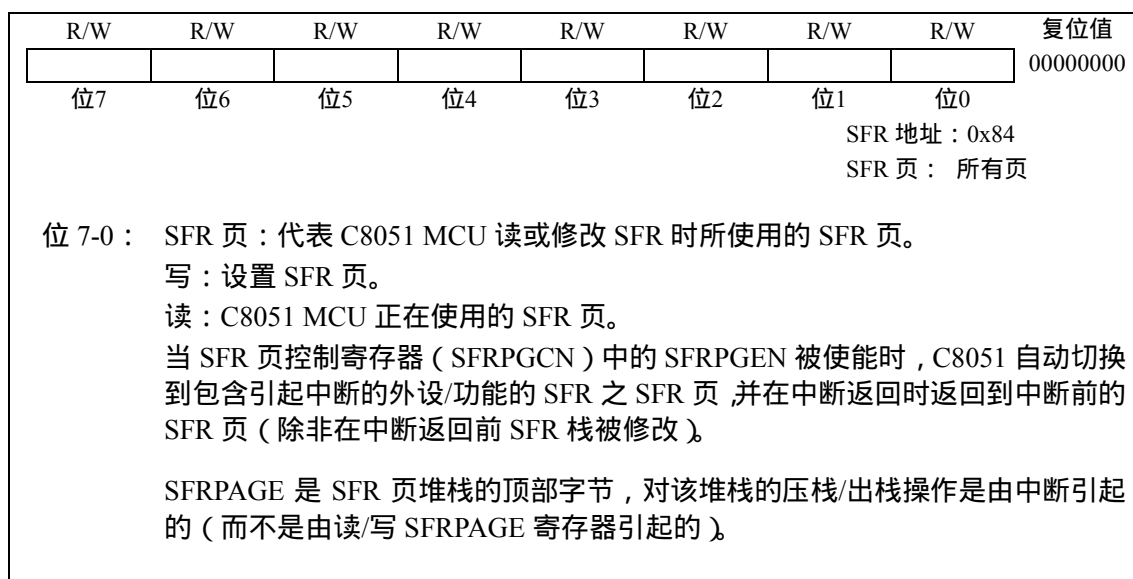 R/W R/W R/W R/W R/W R/W R/W R/W 复位值
00000000
位7 位6 位5 位4 位3 位2 位1 位0
SFR 地址：0x84
SFR 页： 所有页
位 7-0： SFR 页：代表 C8051 MCU 读或修改 SFR 时所使用的 SFR 页。
写：设置 SFR 页。
读：C8051 MCU 正在使用的 SFR 页。
当 SFR 页控制寄存器（SFRPGCN）中的 SFRPGEN 被使能时，C8051 自动切换
到包含引起中断的外设/功能的 SFR 之 SFR 页，并在中断返回时返回到中断前的
SFR 页（除非在中断返回前 SFR 栈被修改）。
SFRPAGE 是 SFR 页堆栈的顶部字节，对该堆栈的压栈/出栈操作是由中断引起
的（而不是由读/写 SFRPAGE 寄存器引起的）。